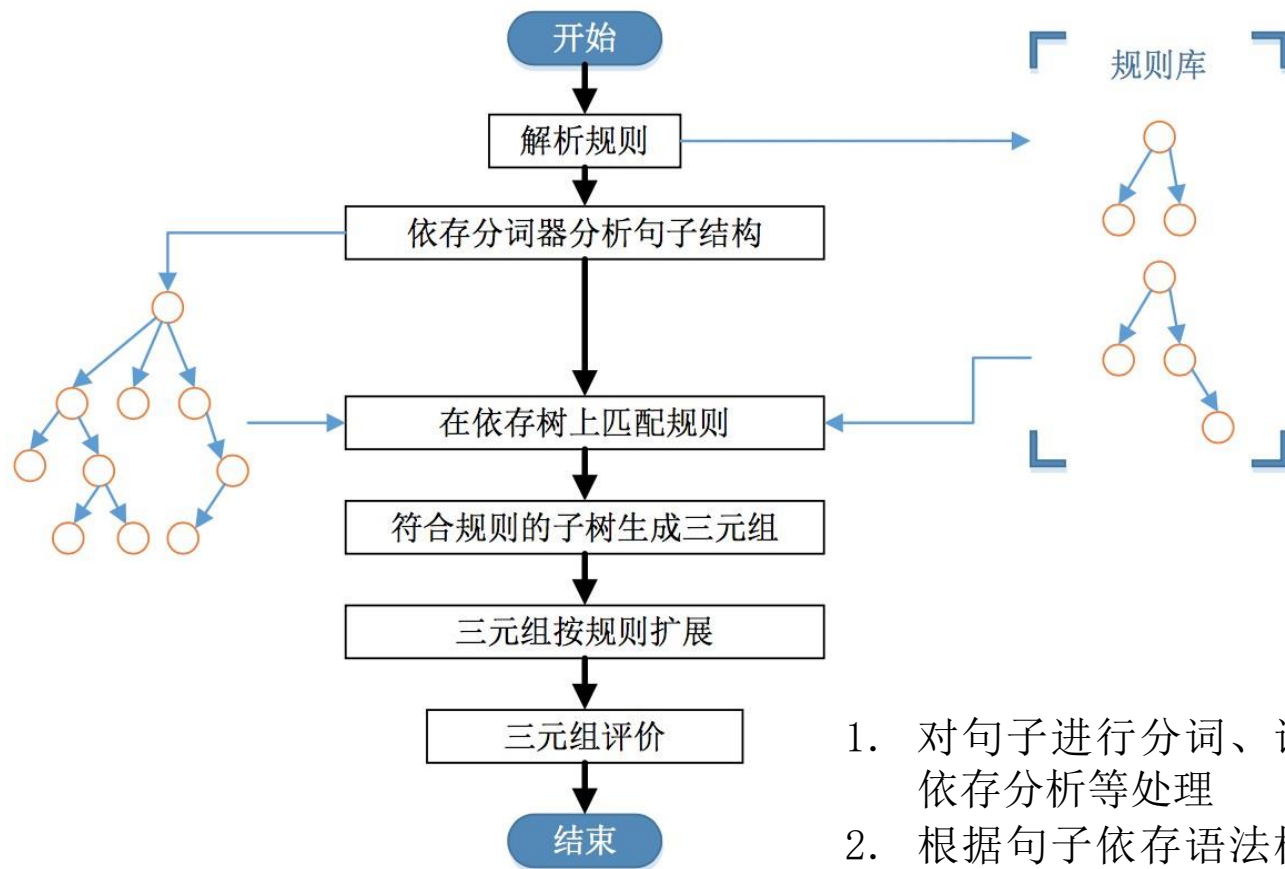 开始
规则库
解析规则
依存分词器分析句子结构
在依存树上匹配规则
符合规则的子树生成三元组
三元组按规则扩展
三元组评价
结束
1. 对句子进行分词、
依存分析等处理
2. 根据句子依存语法